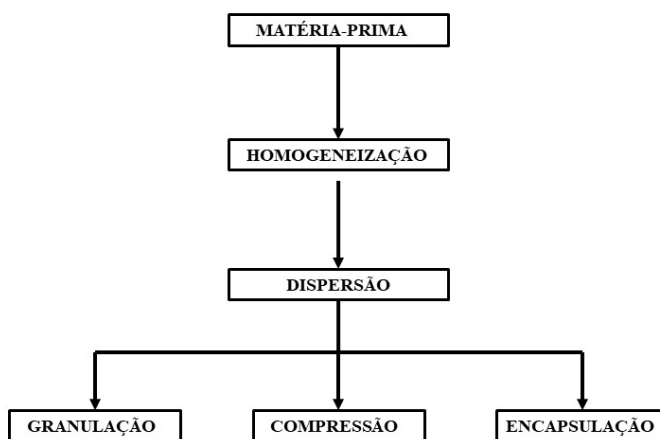 MATÉRIA-PRIMA
HOMOGENEIZAÇÃO
DISPERSÃO
GRANULAÇÃO
COMPRESSÃO
ENCAPSULAÇÃO